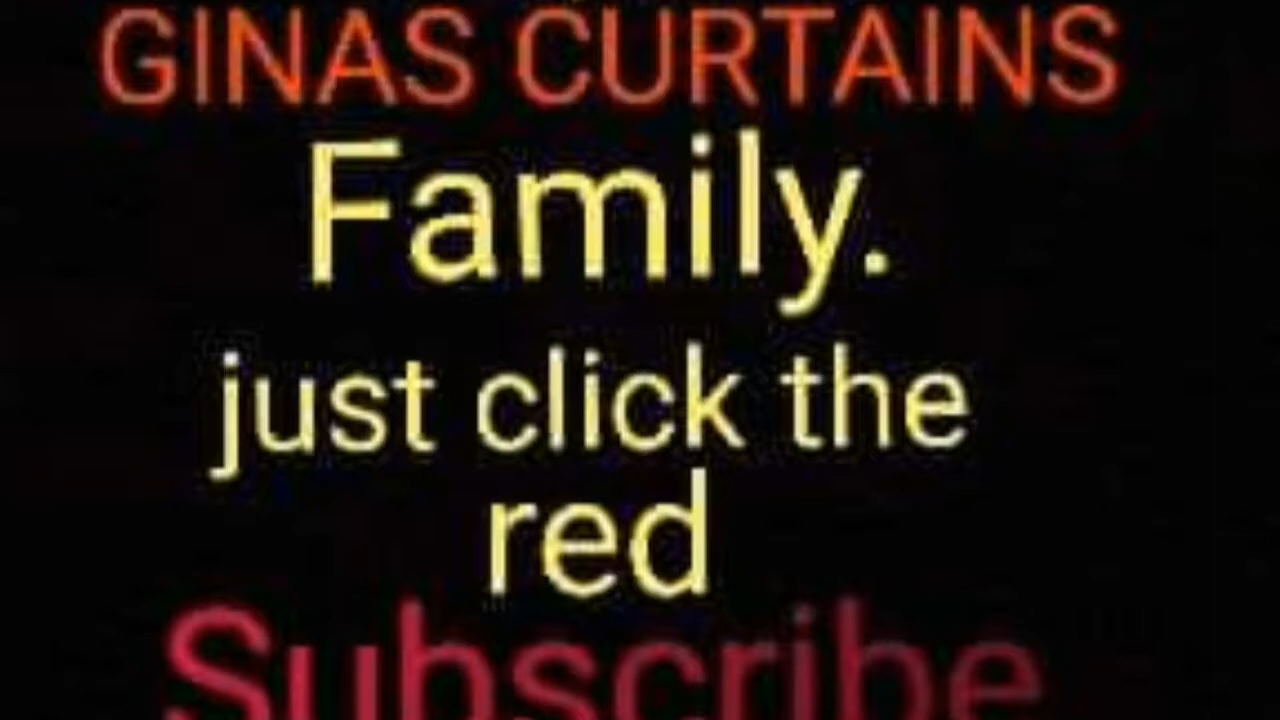 GINAS CURTAINS
Family.
just click the
red
Subscribe